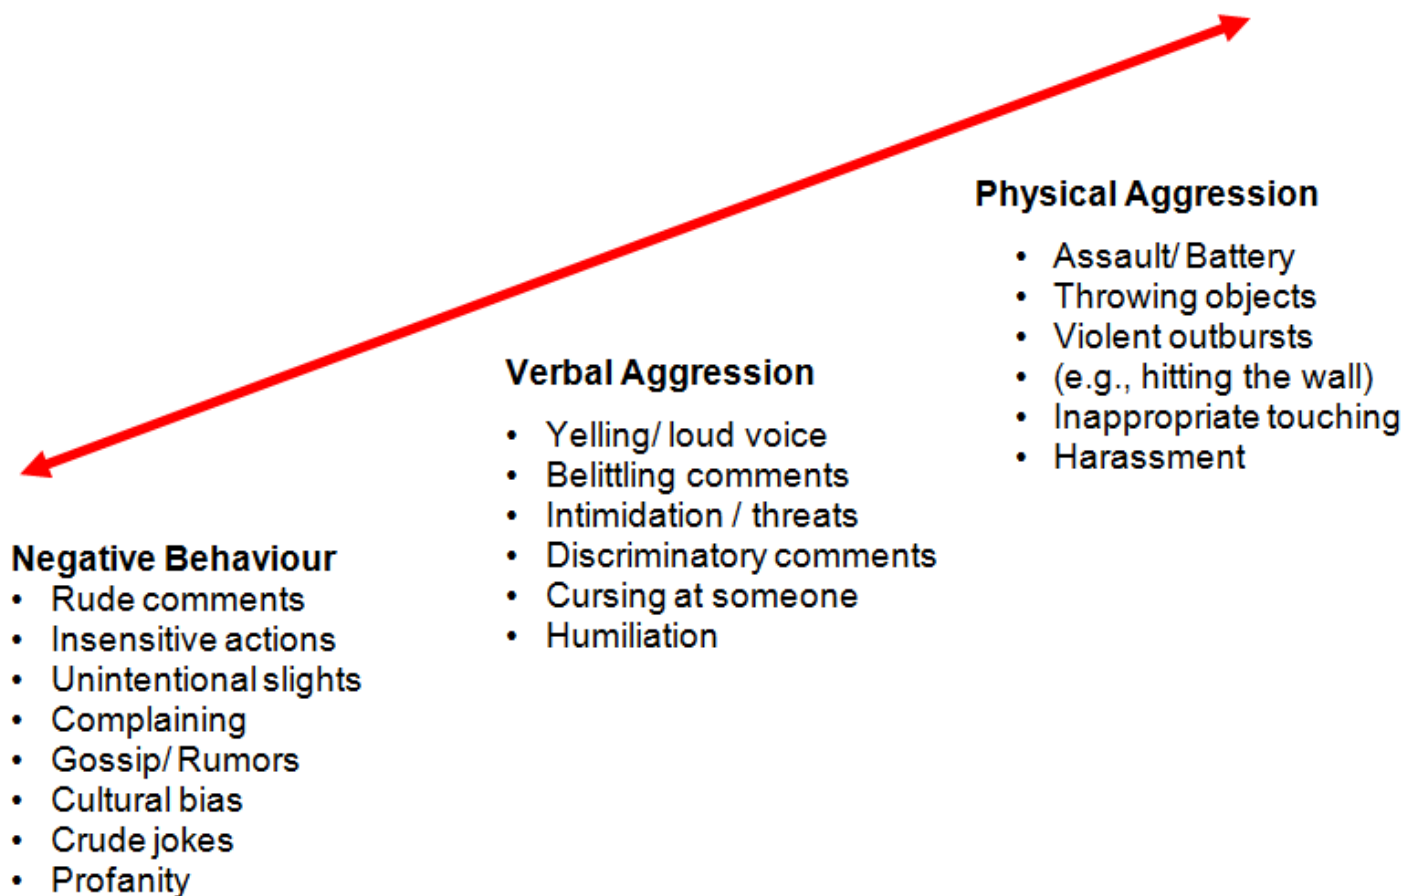 Physical Aggression
• Assault/ Battery
• Throwing objects
• Violent outbursts
• (e.g., hitting the wall)
• Inappropriate touching
• Harassment
Verbal Aggression
• Yelling/ loud voice
• Belittling comments
• Intimidation / threats
• Discriminatory comments
• Cursing at someone
• Humiliation
Negative Behaviour
• Rude comments
• Insensitive actions
• Unintentional slights
• Complaining
• Gossip/ Rumors
• Cultural bias
• Crude jokes
• Profanity